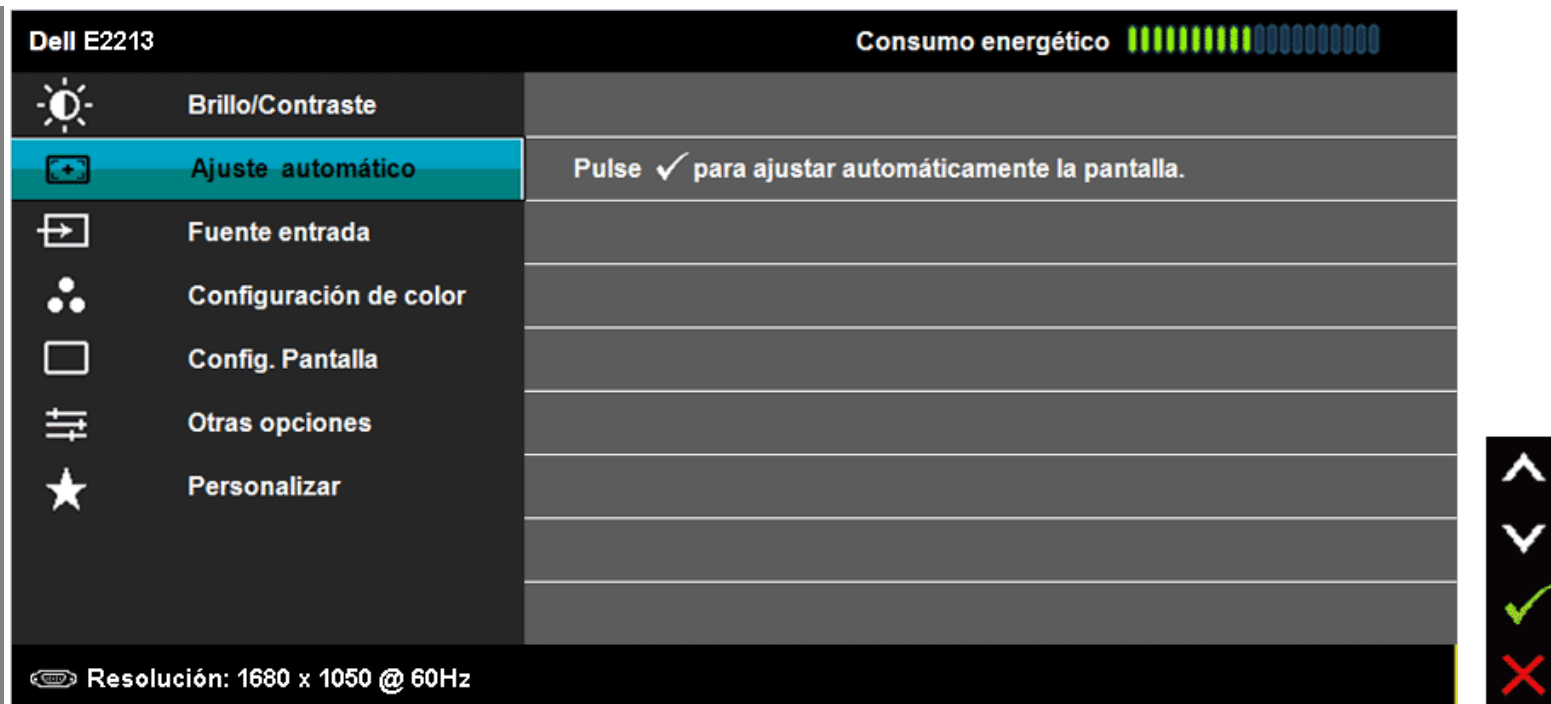 Dell E2213
Consumo energético
Brillo/Contraste
Ajuste automático
Pulse ✓ para ajustar automáticamente la pantalla.
Fuente entrada
Configuración de color
Config. Pantalla
Otras opciones
Personalizar
Resolución: 1680 x 1050 @ 60Hz